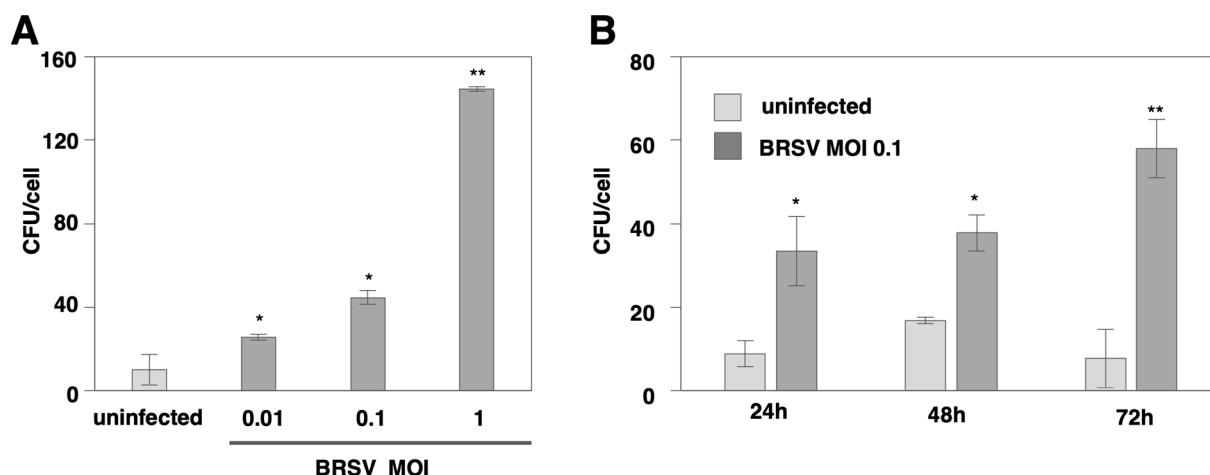 A
CFU/cell
160
120
80
40
0
*
*
**
uninfected 0.01 0.1 1
BRSV MOI
B
CFU/cell
80
60
40
20
0
uninfected
BRSV MOI 0.1
*
*
**
24h 48h 72h